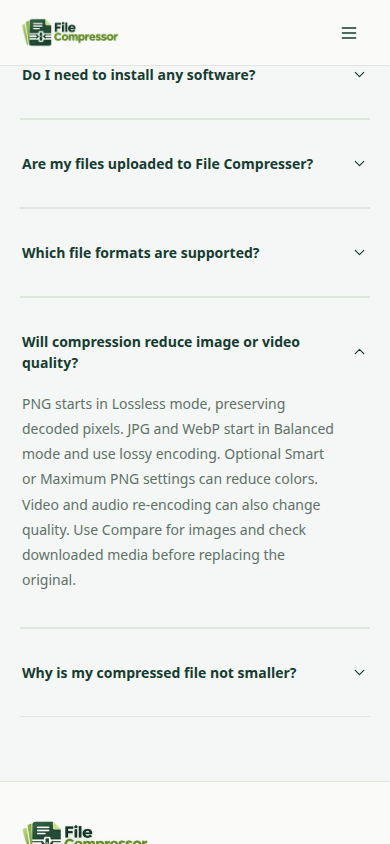 File
Compressor
Do I need to install any software?
Are my files uploaded to File Compresser?
Which file formats are supported?
Will compression reduce image or video
quality?
PNG starts in Lossless mode, preserving
decoded pixels. JPG and WebP start in Balanced
mode and use lossy encoding. Optional Smart
or Maximum PNG settings can reduce colors.
Video and audio re-encoding can also change
quality. Use Compare for images and check
downloaded media before replacing the
original.
Why is my compressed file not smaller?
File
Compressor